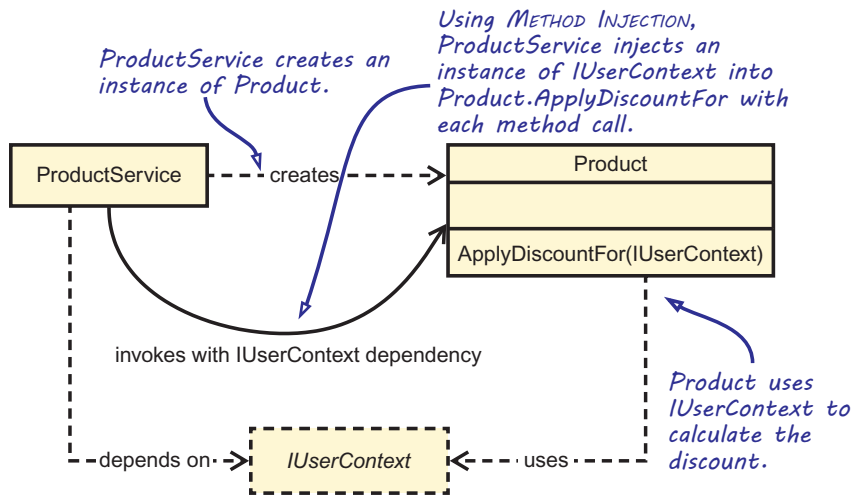 ProductService creates an
instance of Product.
Using METHOD INJECTION,
ProductService injects an
instance of IUserContext into
Product.ApplyDiscountFor with
each method call.
ProductService
creates
Product
ApplyDiscountFor(IUserContext)
invokes with IUserContext dependency
Product uses
IUserContext to
calculate the
discount.
depends on
IUserContext
uses